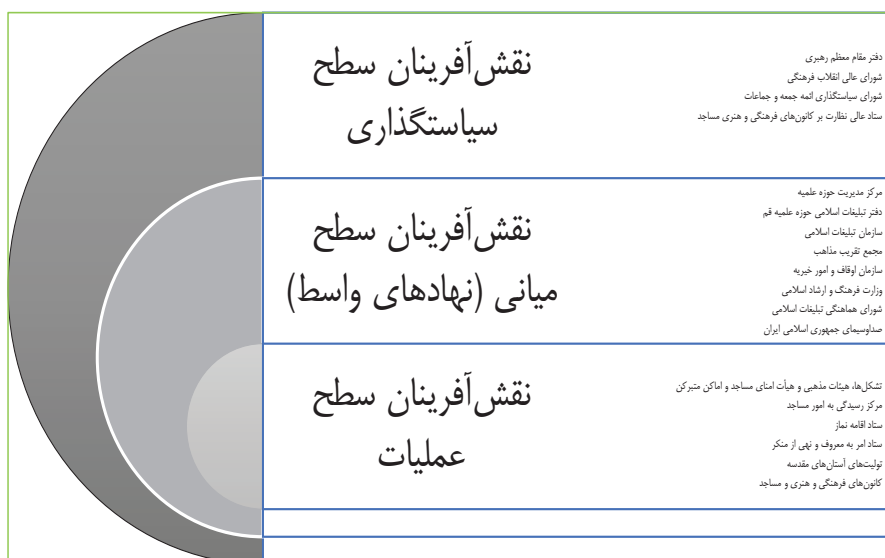 نقش‌آفرینان سطح
سیاستگذاری
دفتر مقام معظم رهبری
شورای عالی انقلاب فرهنگی
شورای سیاستگذاری ائمه جمعه و جماعات
ستاد عالی نظارت بر کانون‌های فرهنگی و هنری مساجد
نقش‌آفرینان سطح
میانی (نهادهای واسط)
مرکز مدیریت حوزه علمیه
دفتر تبلیغات اسلامی حوزه علمیه قم
سازمان تبلیغات اسلامی
مجمع تقریب مذاهب
سازمان اوقاف و امور خیریه
وزارت فرهنگ و ارشاد اسلامی
شورای هماهنگی تبلیغات اسلامی
صداوسیمای جمهوری اسلامی ایران
نقش‌آفرینان سطح
عملیات
تشکل‌ها، هیئات مذهبی و هیأت امنای مساجد و اماکن متبرکن
مرکز رسیدگی به امور مساجد
ستاد اقامه نماز
ستاد امر به معروف و نهی از منکر
تولیت‌های آستان‌های مقدسه
کانون‌های فرهنگی و هنری و مساجد